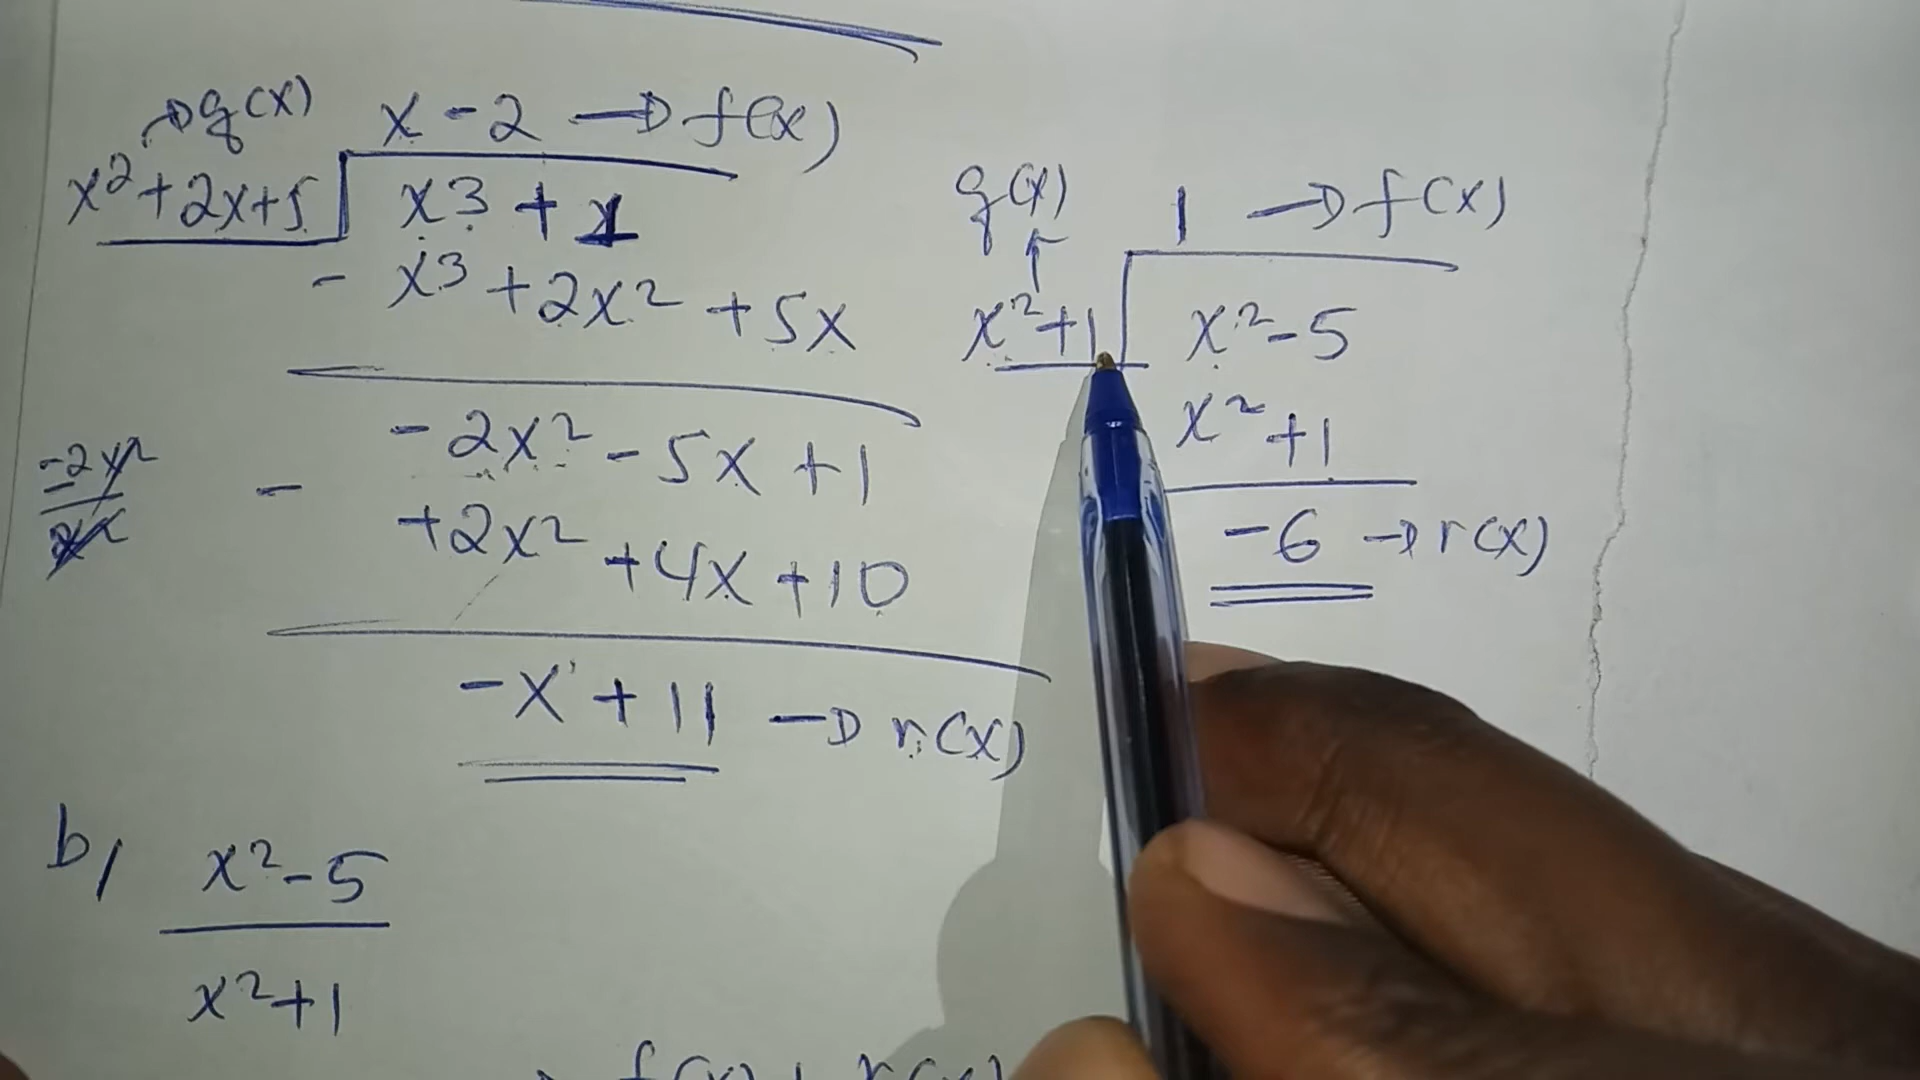 → g(x)
x - 2 → f(x)
x² + 2x + 5 | x3 + 1
- x3 + 2x² + 5x
- 2x² - 5x + 1
- + 2x² + 4x + 10
- x + 11 → r(x)
-2x²
g(x)
1 → f(x)
x² + 1 | x² - 5
x² + 1
- 6 → r(x)
b, x² - 5
x² + 1
f(x) + r(x)